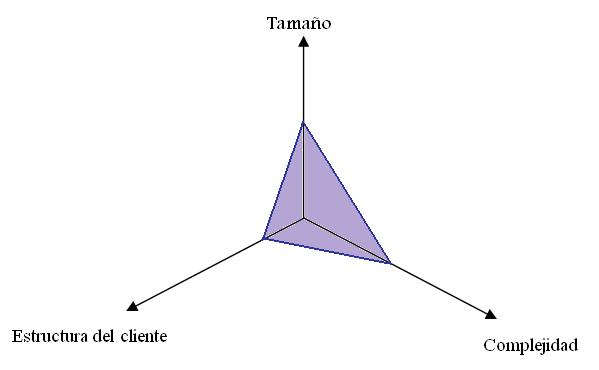 Tamaño
Estructura del cliente
Complejidad